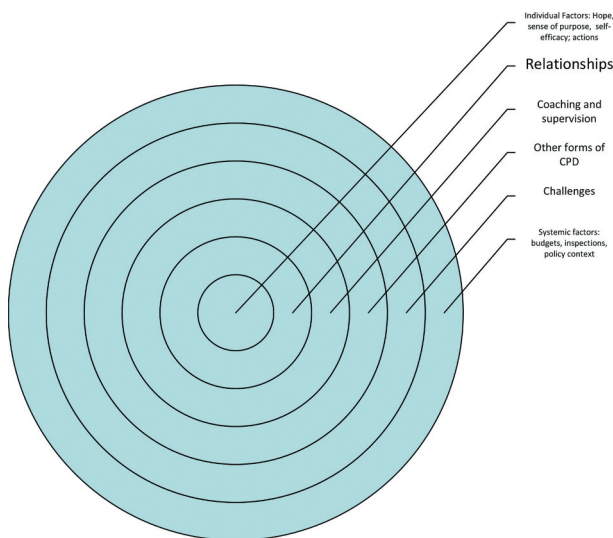 Individual Factors: Hope,
sense of purpose, self-
efficacy; actions
Relationships
Coaching and
supervision
Other forms of
CPD
Challenges
Systemic factors:
budgets, inspections,
policy context